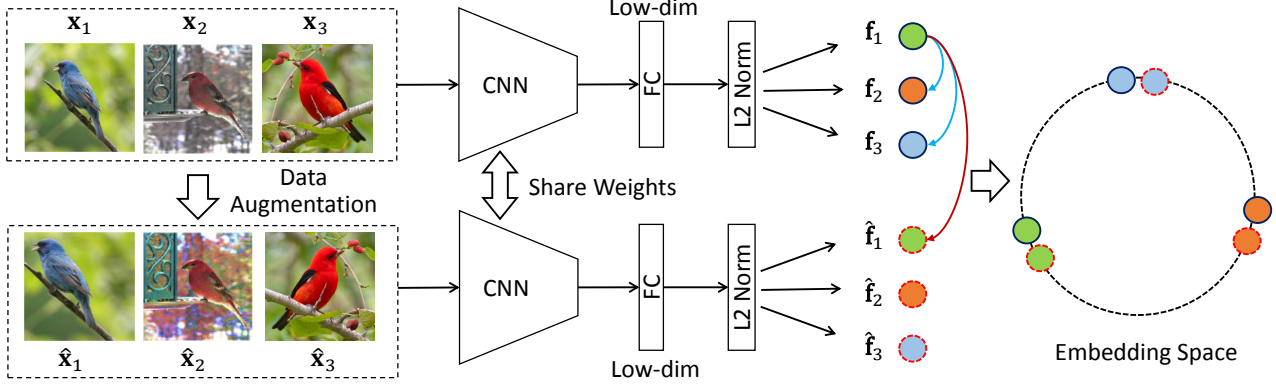 Low-dim
𝐱₁ 𝐱₂ 𝐱₃
CNN
FC
L2 Norm
𝐟₁
𝐟₂
𝐟₃
Data
Augmentation
Share Weights
CNN
FC
L2 Norm
𝐟̂₁
𝐟̂₂
𝐟̂₃
𝐱̂₁ 𝐱̂₂ 𝐱̂₃
Low-dim
Embedding Space